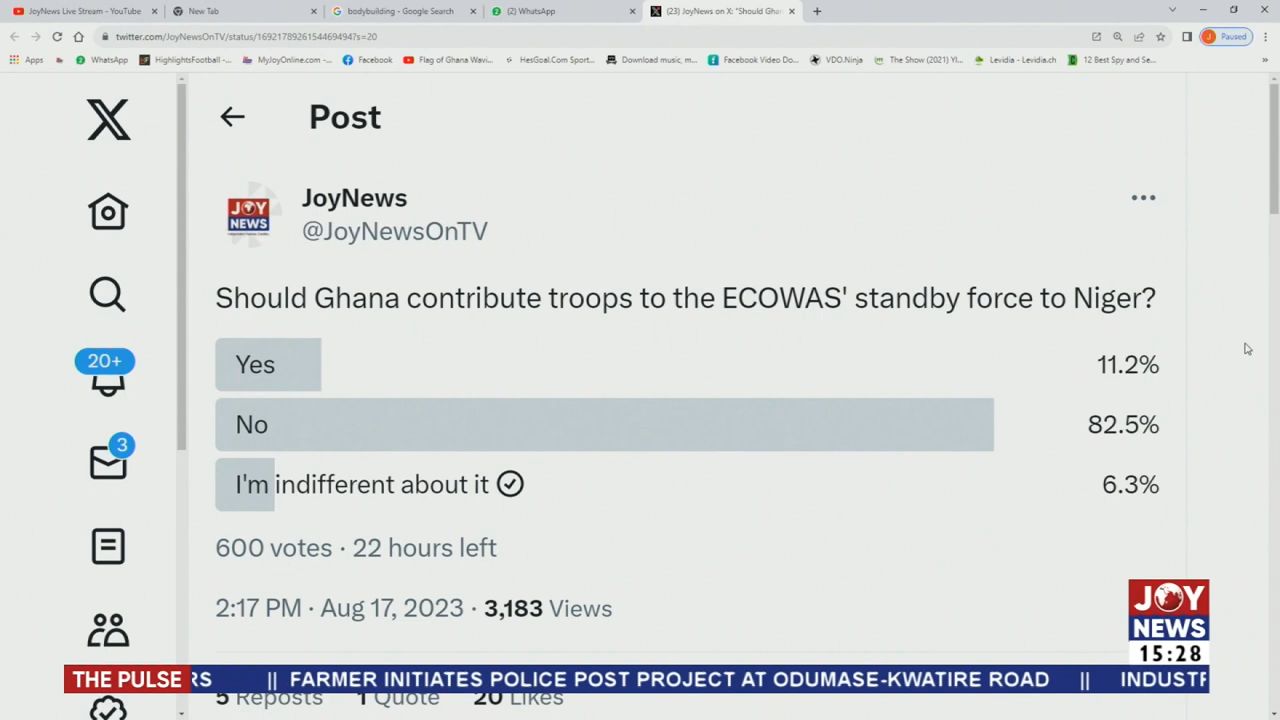 JoyNews Live Stream - YouTube
New Tab
bodybuilding - Google Search
(2) WhatsApp
(23) JoyNews on X: "Should Gha
twitter.com/JoyNewsOnTV/status/1692178926154469494?s=20
Paused
Apps
WhatsApp
HighlightsFootball -...
MyJoyOnline.com -...
Facebook
Flag of Ghana Wavi...
HesGoal.Com Sport...
Download music, m...
Facebook Video Do...
VDO.Ninja
The Show (2021) Yl...
Levidia - Levidia.ch
12 Best Spy and Se...
Post
JOY NEWS
JoyNews
@JoyNewsOnTV
Should Ghana contribute troops to the ECOWAS' standby force to Niger?
Yes 11.2%
No 82.5%
I'm indifferent about it 6.3%
20+
3
600 votes · 22 hours left
2:17 PM · Aug 17, 2023 · 3,183 Views
5 Reposts 1 Quote 20 Likes
JOY
NEWS
15:28
THE PULSE RS || FARMER INITIATES POLICE POST PROJECT AT ODUMASE-KWATIRE ROAD || INDUSTR